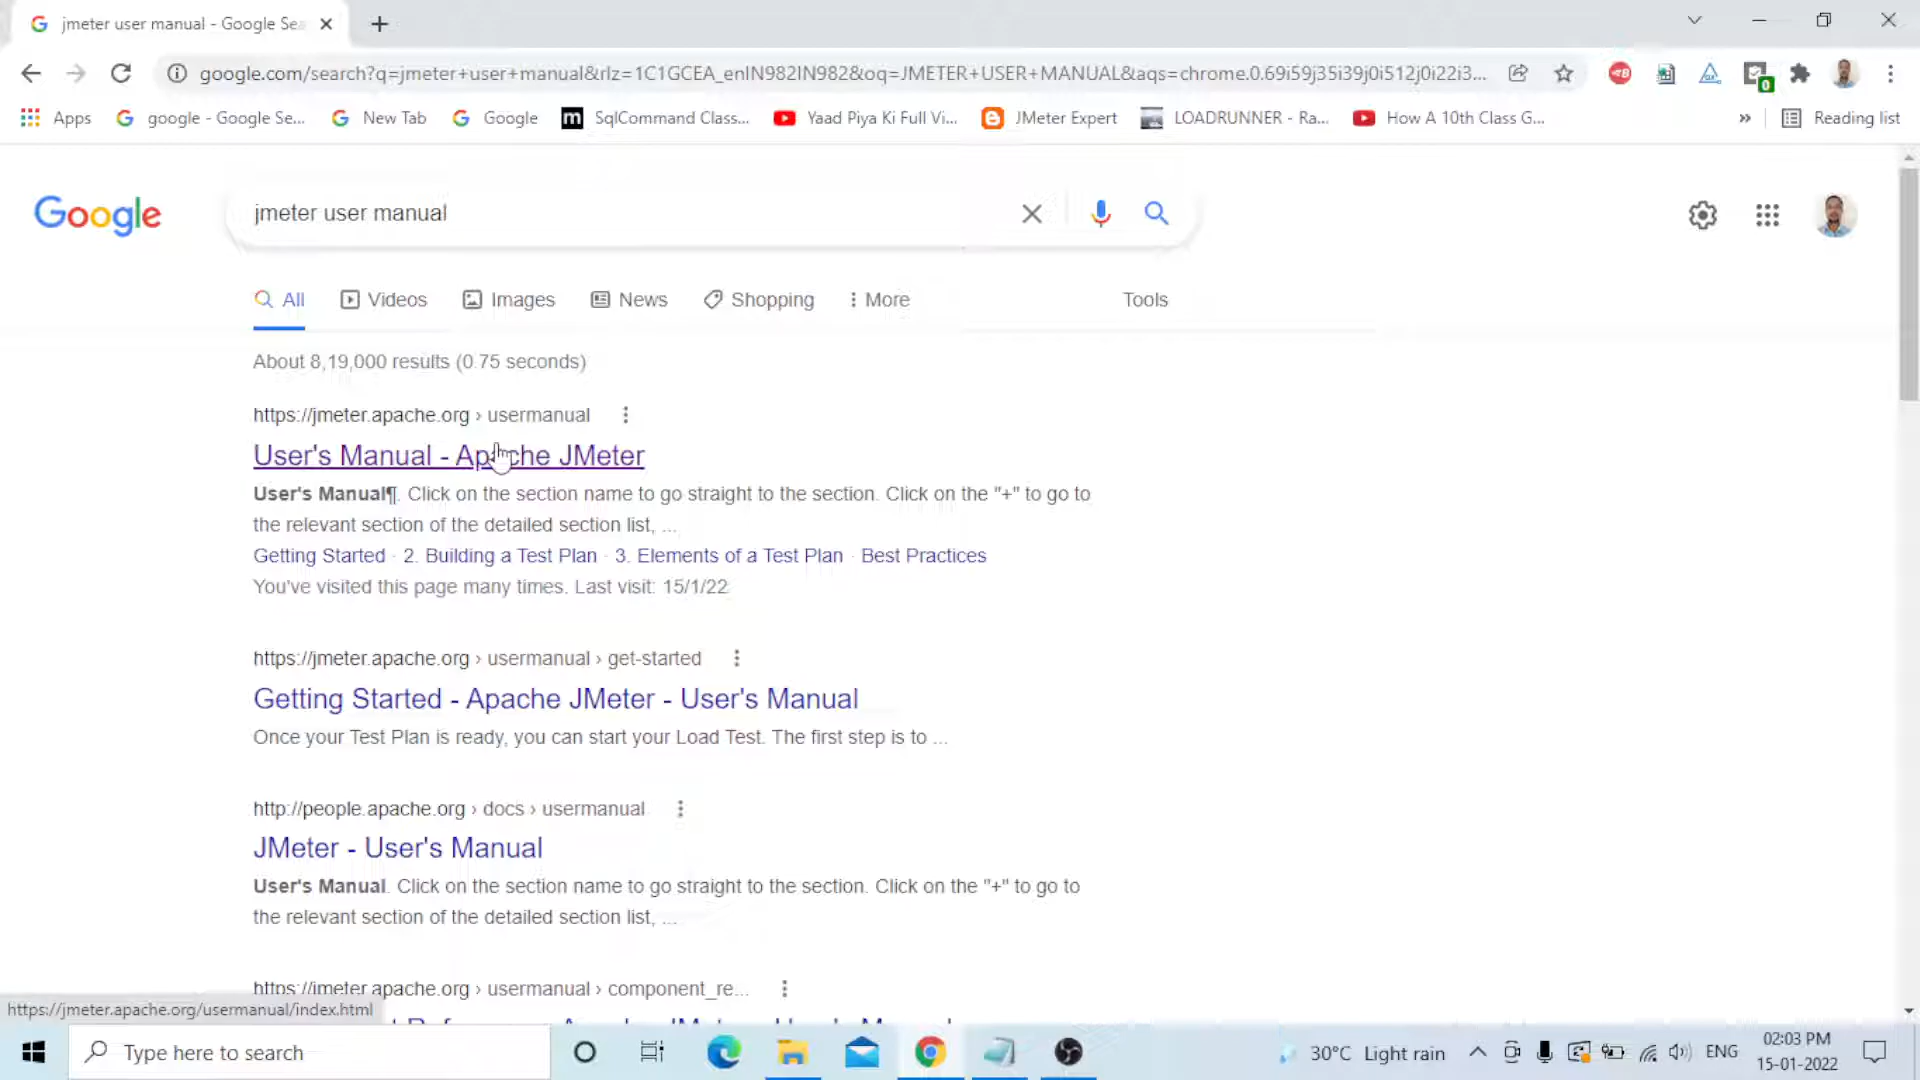 jmeter user manual - Google Sea
google.com/search?q=jmeter+user+manual&rlz=1C1GCEA_enIN982IN982&oq=JMETER+USER+MANUAL&aqs=chrome.0.69i59j35i39j0i512j0i22i3...
Apps google - Google Se... New Tab Google m SqlCommand Class... Yaad Piya Ki Full Vi... JMeter Expert LOADRUNNER - Ra... How A 10th Class G... » Reading list
Google jmeter user manual
All Videos Images News Shopping More Tools
About 8,19,000 results (0.75 seconds)
https://jmeter.apache.org › usermanual
User's Manual - Apache JMeter
User's Manual¶. Click on the section name to go straight to the section. Click on the "+" to go to
the relevant section of the detailed section list, ...
Getting Started · 2. Building a Test Plan · 3. Elements of a Test Plan · Best Practices
You've visited this page many times. Last visit: 15/1/22
https://jmeter.apache.org › usermanual › get-started
Getting Started - Apache JMeter - User's Manual
Once your Test Plan is ready, you can start your Load Test. The first step is to ...
http://people.apache.org › docs › usermanual
JMeter - User's Manual
User's Manual. Click on the section name to go straight to the section. Click on the "+" to go to
the relevant section of the detailed section list, ...
https://jmeter.apache.org › usermanual › component_re...
https://jmeter.apache.org/usermanual/index.html
Type here to search 30°C Light rain ENG 02:03 PM
15-01-2022